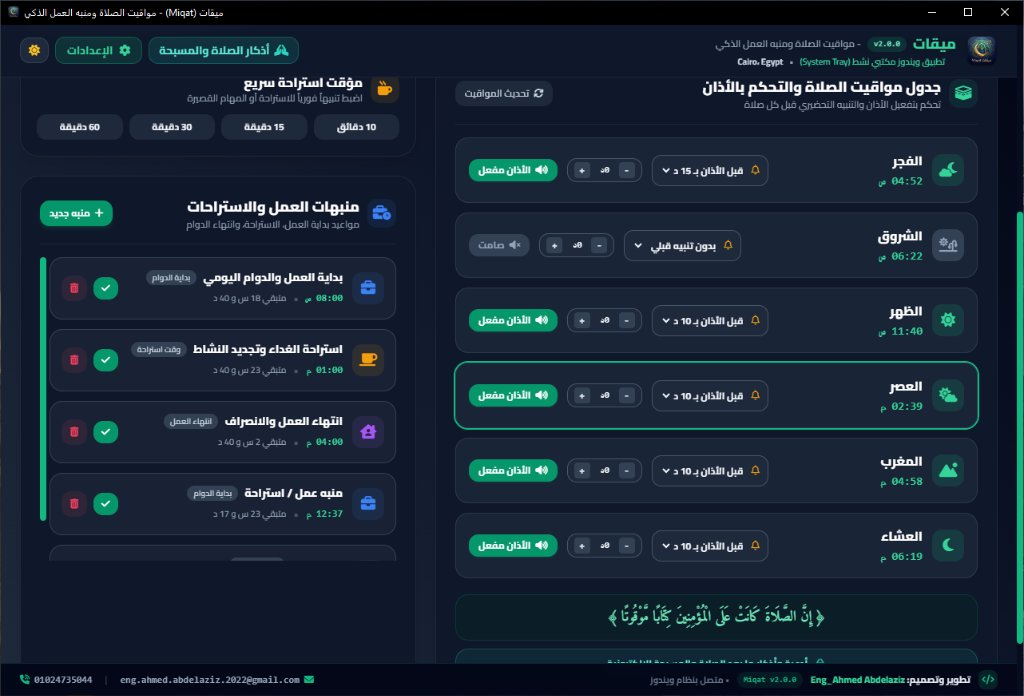 ميقات (Miqat) - مواقيت الصلاة ومنبه العمل الذكي
ميقات v2.0.0 - مواقيت الصلاة ومنبه العمل الذكي
تطبيق ويندوز مكتبي نشط (System Tray) • Cairo, Egypt
أذكار الصلاة والمسبحة
الإعدادات
جدول مواقيت الصلاة والتحكم بالأذان
تحكم بتفعيل الأذان والتنبيه التحضيري قبل كل صلاة
تحديث المواقيت
الفجر
04:52 ص
قبل الأذان بـ 15 د
- 0د +
الأذان مفعل
الشروق
06:22 ص
بدون تنبيه قبلي
- 0د +
صامت
الظهر
11:40 ص
قبل الأذان بـ 10 د
- 0د +
الأذان مفعل
العصر
02:39 م
قبل الأذان بـ 10 د
- 0د +
الأذان مفعل
المغرب
04:58 م
قبل الأذان بـ 10 د
- 0د +
الأذان مفعل
العشاء
06:19 م
قبل الأذان بـ 10 د
- 0د +
الأذان مفعل
﴿ إِنَّ الصَّلَاةَ كَانَتْ عَلَى الْمُؤْمِنِينَ كِتَابًا مَّوْقُوتًا ﴾
مؤقت استراحة سريع
اضبط تنبيهاً فورياً للاستراحة أو المهام القصيرة
10 دقائق
15 دقيقة
30 دقيقة
60 دقيقة
منبهات العمل والاستراحات
مواعيد بداية العمل، الاستراحة، وانتهاء الدوام
+ منبه جديد
بداية العمل والدوام اليومي بداية الدوام
08:00 ص • متبقي 18 س و 40 د
استراحة الغداء وتجديد النشاط وقت استراحة
01:00 م • متبقي 23 س و 40 د
انتهاء العمل والانصراف انتهاء العمل
04:00 م • متبقي 2 س و 40 د
منبه عمل / استراحة بداية الدوام
12:37 م • متبقي 23 س و 17 د
تطوير وتصميم: Eng_Ahmed Abdelaziz Miqat v2.0.0 • متصل بنظام ويندوز
eng.ahmed.abdelaziz.2022@gmail.com | 01024735044